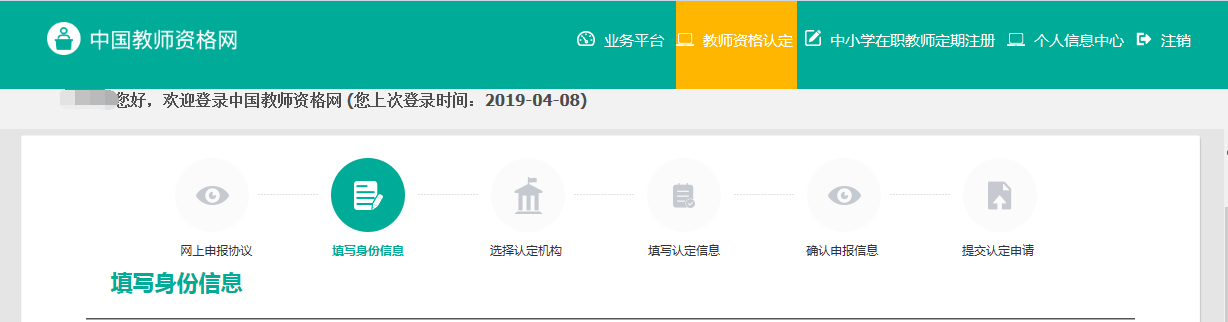 中国教师资格网 业务平台 教师资格认定 中小学在职教师定期注册 个人信息中心 注销
您好，欢迎登录中国教师资格网 (您上次登录时间：2019-04-08)
网上申报协议 填写身份信息 选择认定机构 填写认定信息 确认申报信息 提交认定申请
填写身份信息